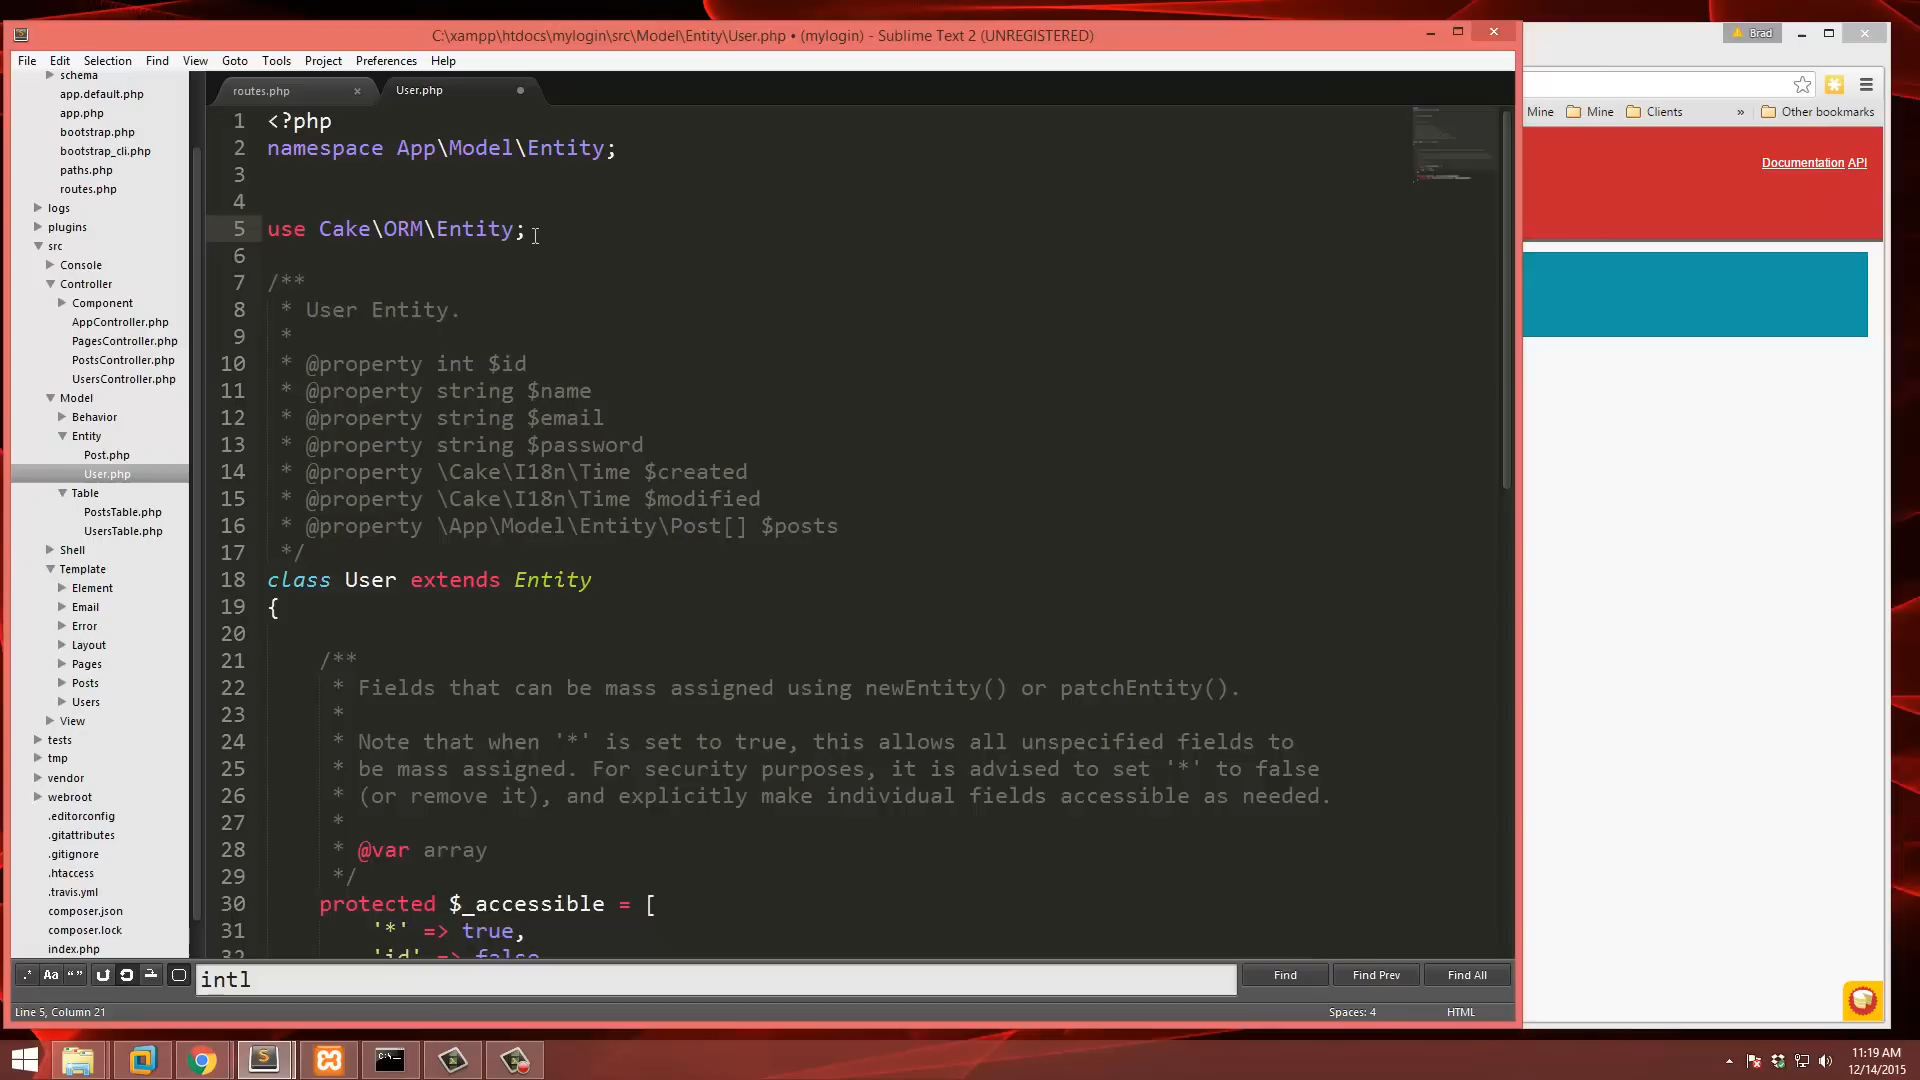 C:\xampp\htdocs\mylogin\src\Model\Entity\User.php • (mylogin) - Sublime Text 2 (UNREGISTERED)
Brad
File Edit Selection Find View Goto Tools Project Preferences Help
Mine Mine Clients » Other bookmarks
Documentation API
schema
app.default.php
app.php
bootstrap.php
bootstrap_cli.php
paths.php
routes.php
logs
plugins
src
Console
Controller
Component
AppController.php
PagesController.php
PostsController.php
UsersController.php
Model
Behavior
Entity
Post.php
User.php
Table
PostsTable.php
UsersTable.php
Shell
Template
Element
Email
Error
Layout
Pages
Posts
Users
View
tests
tmp
vendor
webroot
.editorconfig
.gitattributes
.gitignore
.htaccess
.travis.yml
composer.json
composer.lock
index.php
routes.php × User.php
1 <?php
2 namespace App\Model\Entity;
3
4
5 use Cake\ORM\Entity;
6
7 /**
8 * User Entity.
9 *
10 * @property int $id
11 * @property string $name
12 * @property string $email
13 * @property string $password
14 * @property \Cake\I18n\Time $created
15 * @property \Cake\I18n\Time $modified
16 * @property \App\Model\Entity\Post[] $posts
17 */
18 class User extends Entity
19 {
20
21 /**
22 * Fields that can be mass assigned using newEntity() or patchEntity().
23 *
24 * Note that when '*' is set to true, this allows all unspecified fields to
25 * be mass assigned. For security purposes, it is advised to set '*' to false
26 * (or remove it), and explicitly make individual fields accessible as needed.
27 *
28 * @var array
29 */
30 protected $_accessible = [
31 '*' => true,
32 'id' => false
.* Aa “” intl Find Find Prev Find All
Line 5, Column 21 Spaces: 4 HTML
11:19 AM
12/14/2015